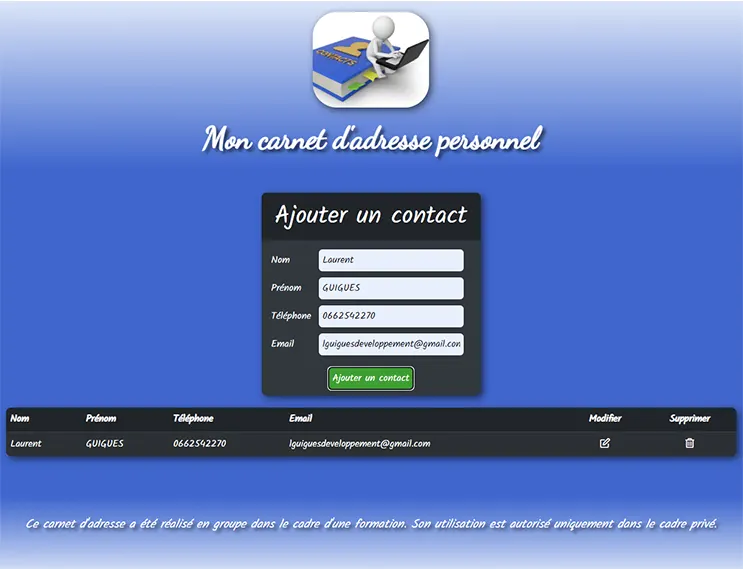 CONTACTS
Mon carnet d'adresse personnel
Ajouter un contact
Nom Laurent
Prénom GUIGUES
Téléphone 0662542270
Email lguiguesdeveloppement@gmail.com
Ajouter un contact
Nom Prénom Téléphone Email Modifier Supprimer
Laurent GUIGUES 0662542270 lguiguesdeveloppement@gmail.com
Ce carnet d'adresse a été réalisé en groupe dans le cadre d'une formation. Son utilisation est autorisé uniquement dans le cadre privé.